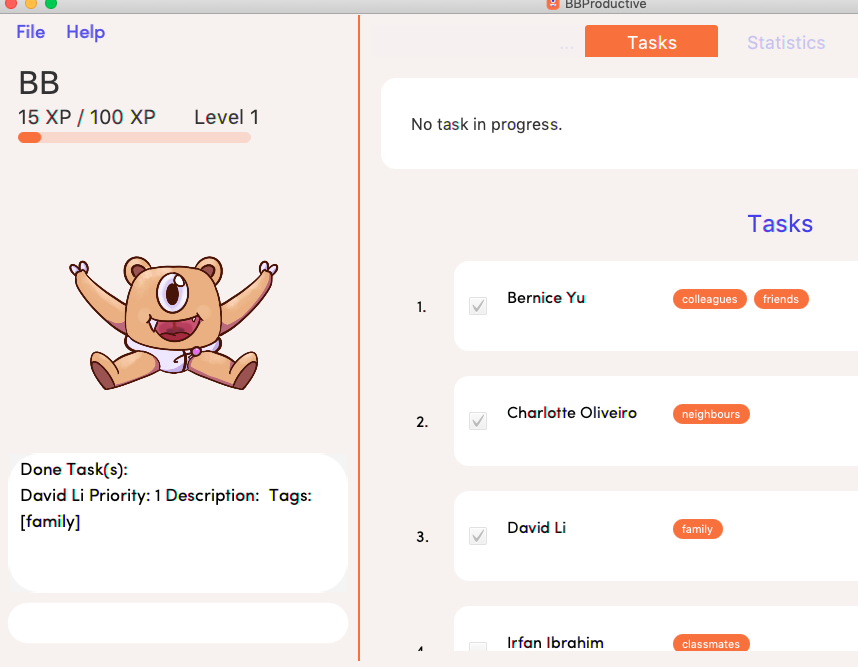 BBProductive
File Help
... Tasks Statistics
BB
15 XP / 100 XP Level 1
No task in progress.
Tasks
1. Bernice Yu colleagues friends
2. Charlotte Oliveiro neighbours
3. David Li family
4. Irfan Ibrahim classmates
Done Task(s):
David Li Priority: 1 Description: Tags:
[family]